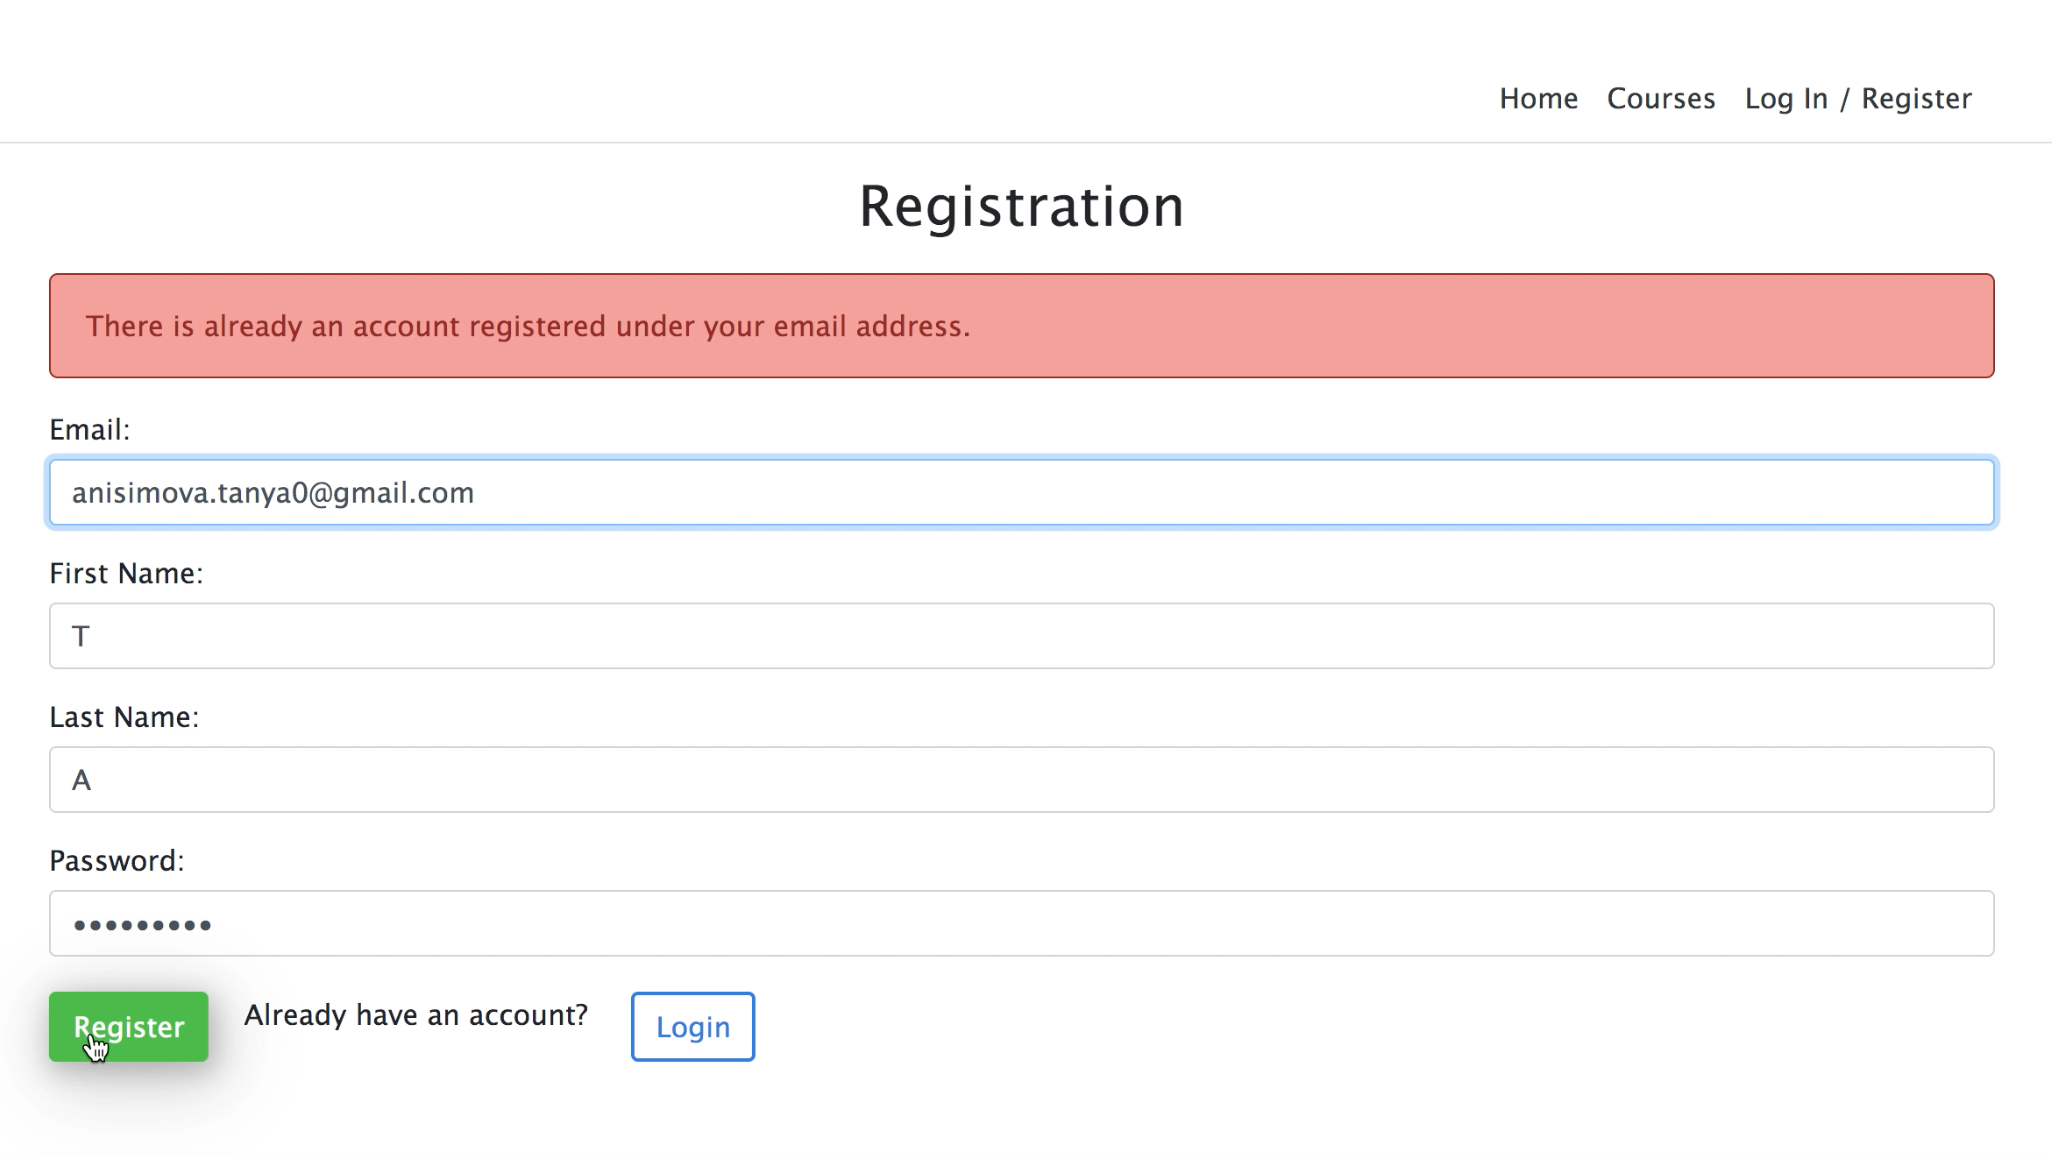 Home Courses Log In / Register
Registration
There is already an account registered under your email address.
Email:
anisimova.tanya0@gmail.com
First Name:
T
Last Name:
A
Password:
•••••••••
Register Already have an account? Login